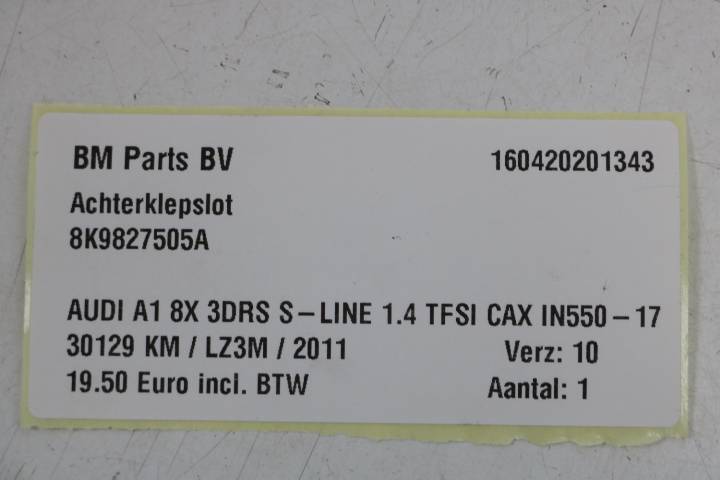 BM Parts BV 160420201343
Achterklepslot
8K9827505A
AUDI A1 8X 3DRS S-LINE 1.4 TFSI CAX IN550-17
30129 KM / LZ3M / 2011 Verz: 10
19.50 Euro incl. BTW Aantal: 1